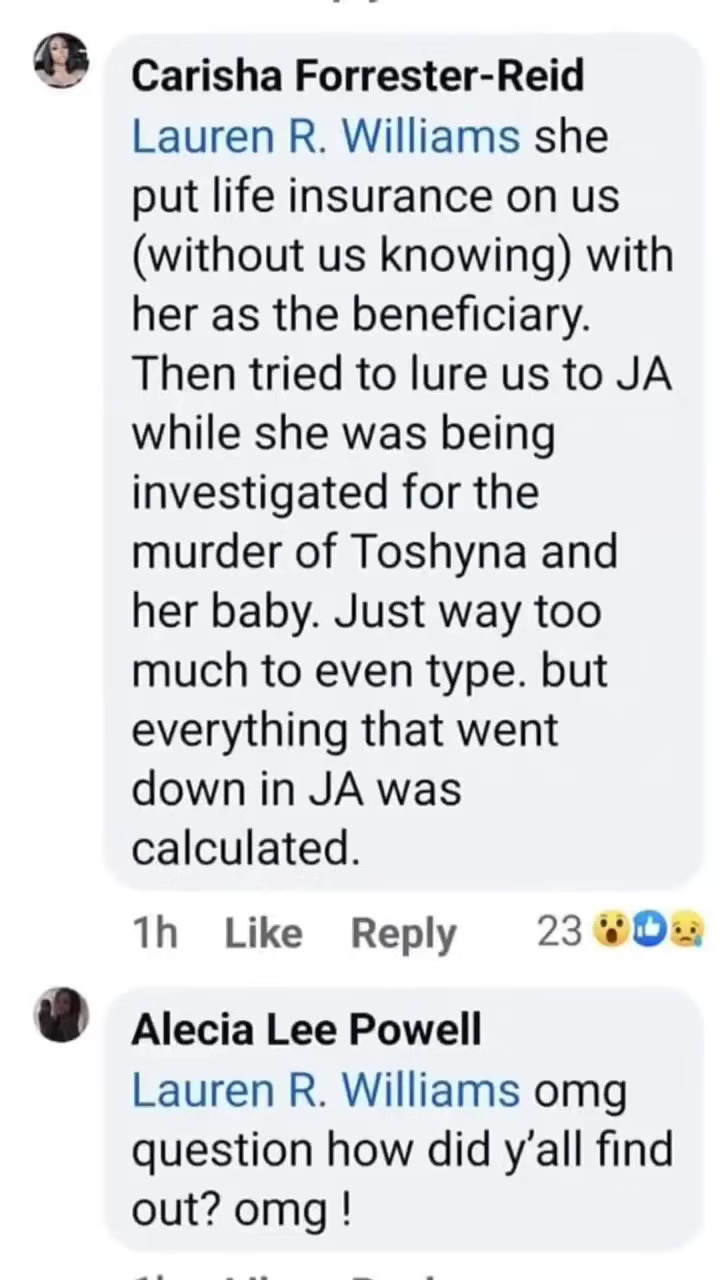 Carisha Forrester-Reid
Lauren R. Williams she
put life insurance on us
(without us knowing) with
her as the beneficiary.
Then tried to lure us to JA
while she was being
investigated for the
murder of Toshyna and
her baby. Just way too
much to even type. but
everything that went
down in JA was
calculated.
1h Like Reply 23
Alecia Lee Powell
Lauren R. Williams omg
question how did y'all find
out? omg !